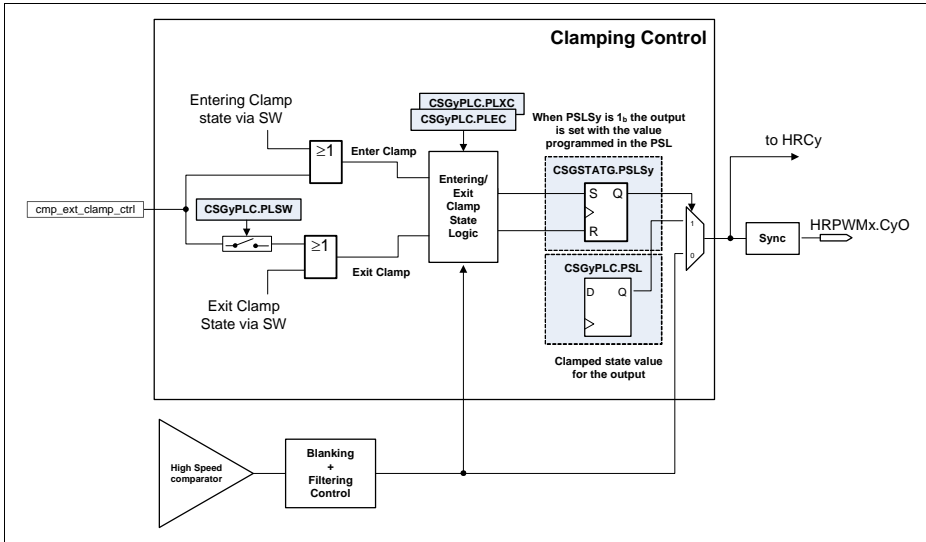 Clamping Control
Entering Clamp
state via SW
CSGyPLC.PLXC
CSGyPLC.PLEC
When PSLSy is 1b the output
is set with the value
programmed in the PSL
to HRCy
≥1
Enter Clamp
CSGSTATG.PSLSy
cmp_ext_clamp_ctrl
CSGyPLC.PLSW
Entering/
Exit
Clamp
State
Logic
S Q
R
1
0
Sync
HRPWMx.CyO
≥1
Exit Clamp
CSGyPLC.PSL
D Q
Exit Clamp
State via SW
Clamped state value
for the output
High Speed
comparator
Blanking
+
Filtering
Control